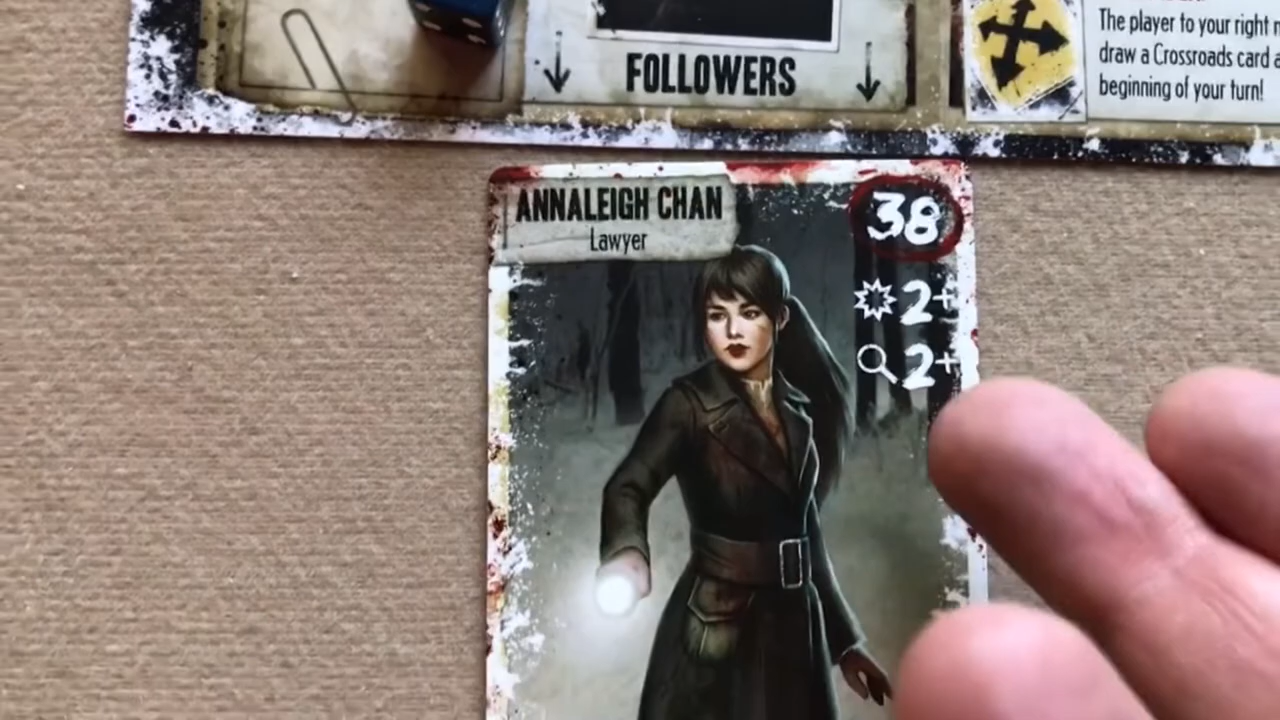 FOLLOWERS
The player to your right
draw a Crossroads card
beginning of your turn!
ANNALEIGH CHAN
Lawyer
38
2+
2+